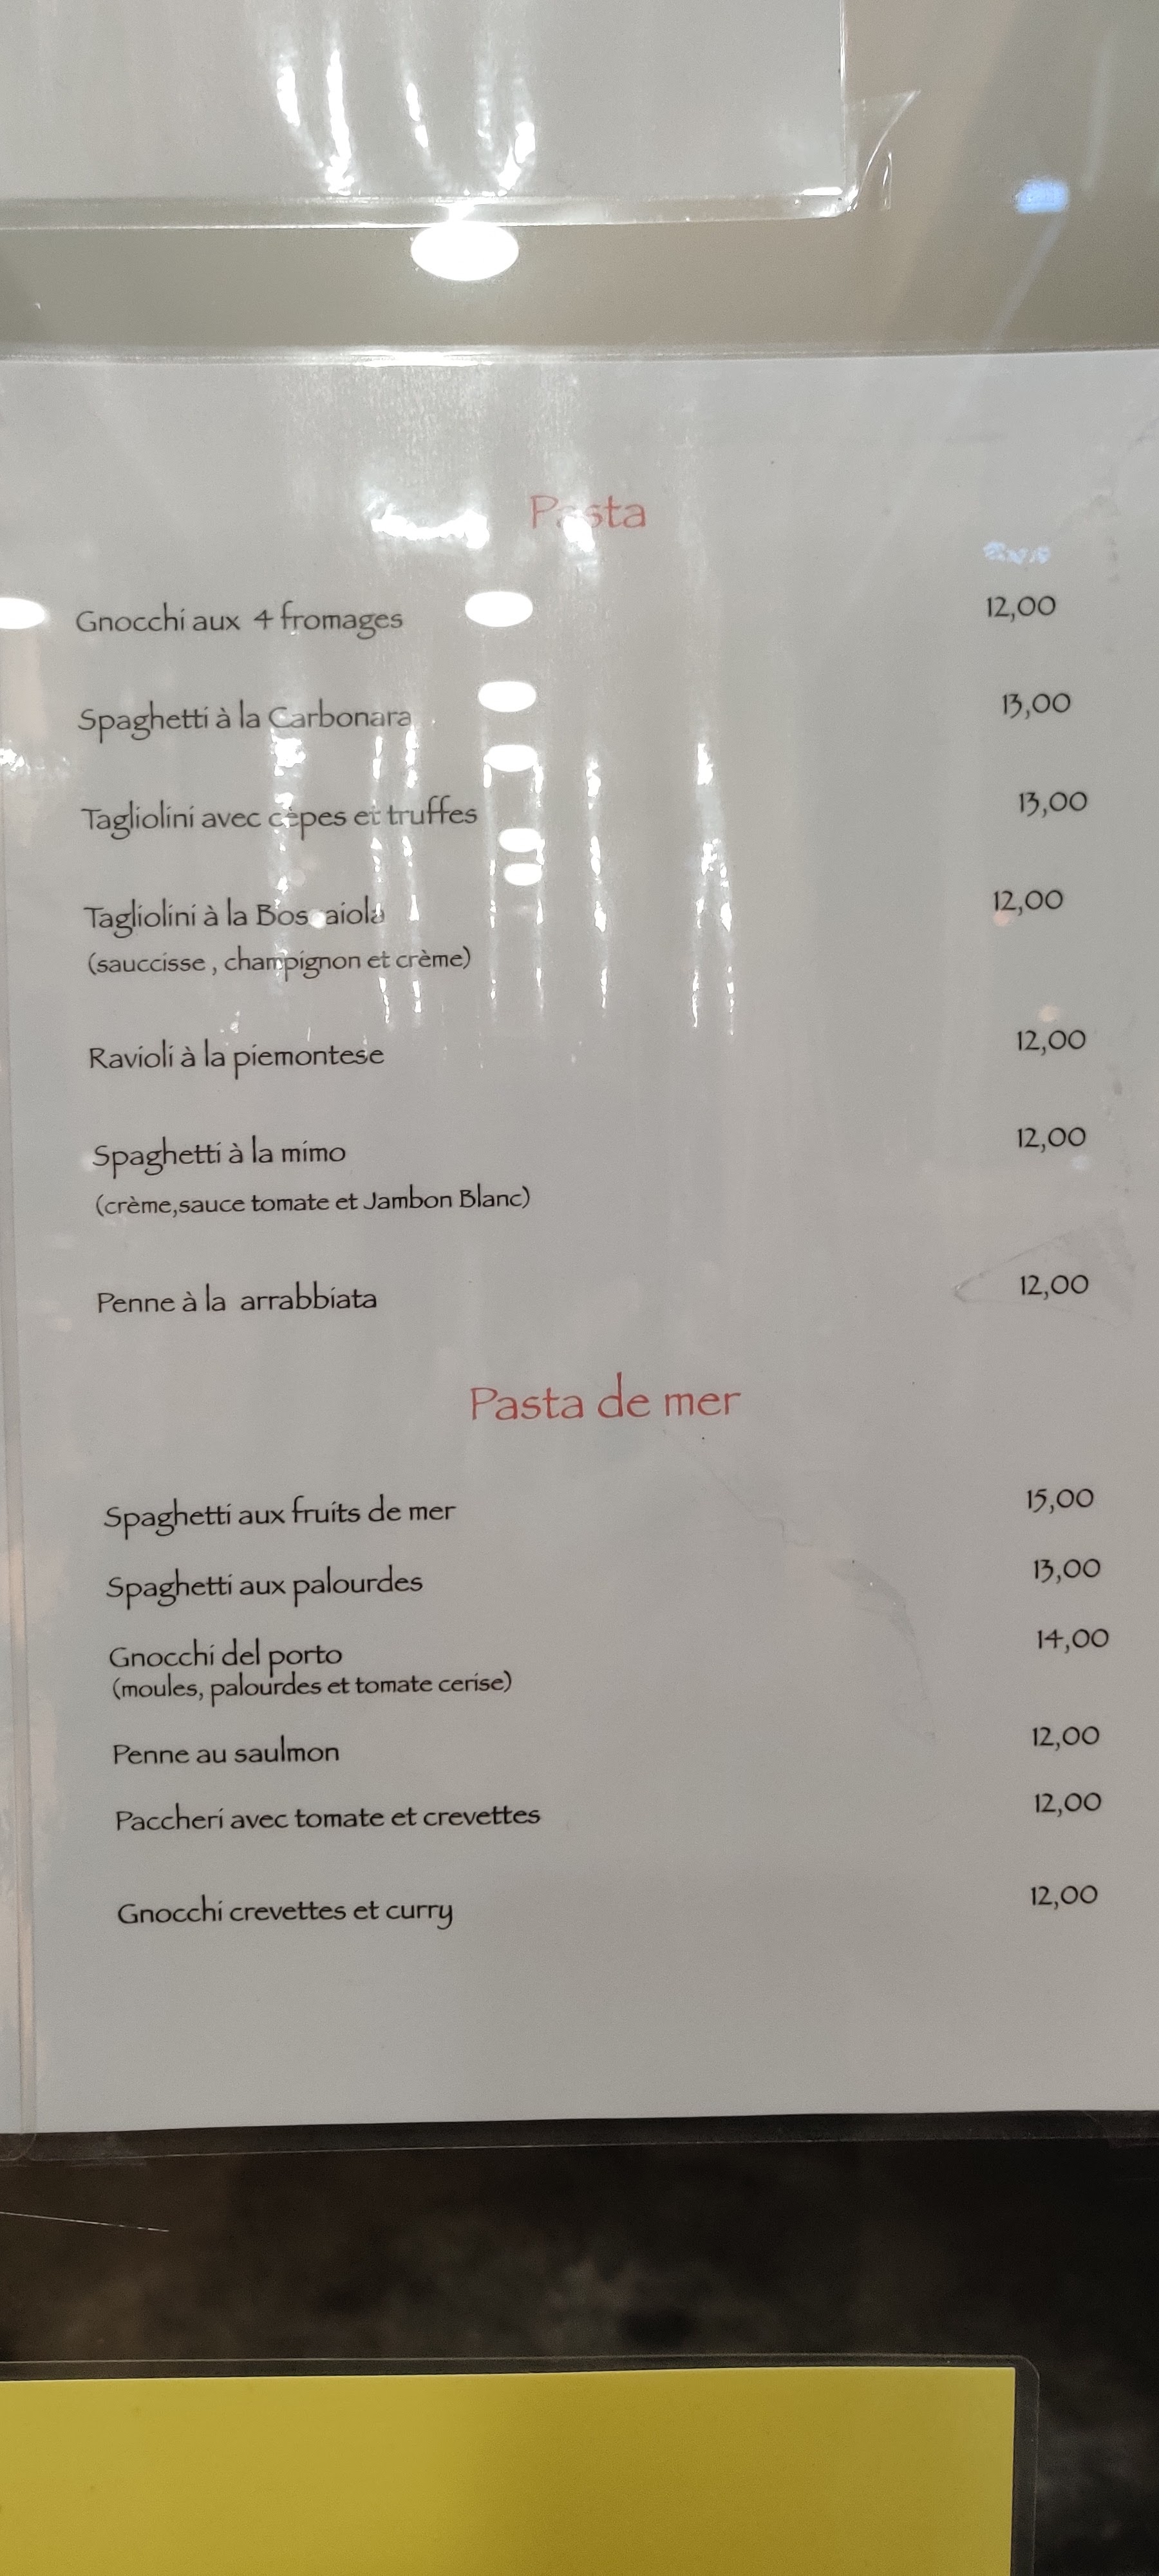 Pasta
Gnocchi aux 4 fromages 12,00
Spaghetti à la Carbonara 13,00
Tagliolini avec cèpes et truffes 13,00
Tagliolini à la Boscaiola 12,00
(sauccisse , champignon et crème)
Ravioli à la piemontese 12,00
Spaghetti à la mimo 12,00
(crème,sauce tomate et Jambon Blanc)
Penne à la arrabbiata 12,00
Pasta de mer
Spaghetti aux fruits de mer 15,00
Spaghetti aux palourdes 13,00
Gnocchi del porto 14,00
(moules, palourdes et tomate cerise)
Penne au saulmon 12,00
Paccheri avec tomate et crevettes 12,00
Gnocchi crevettes et curry 12,00